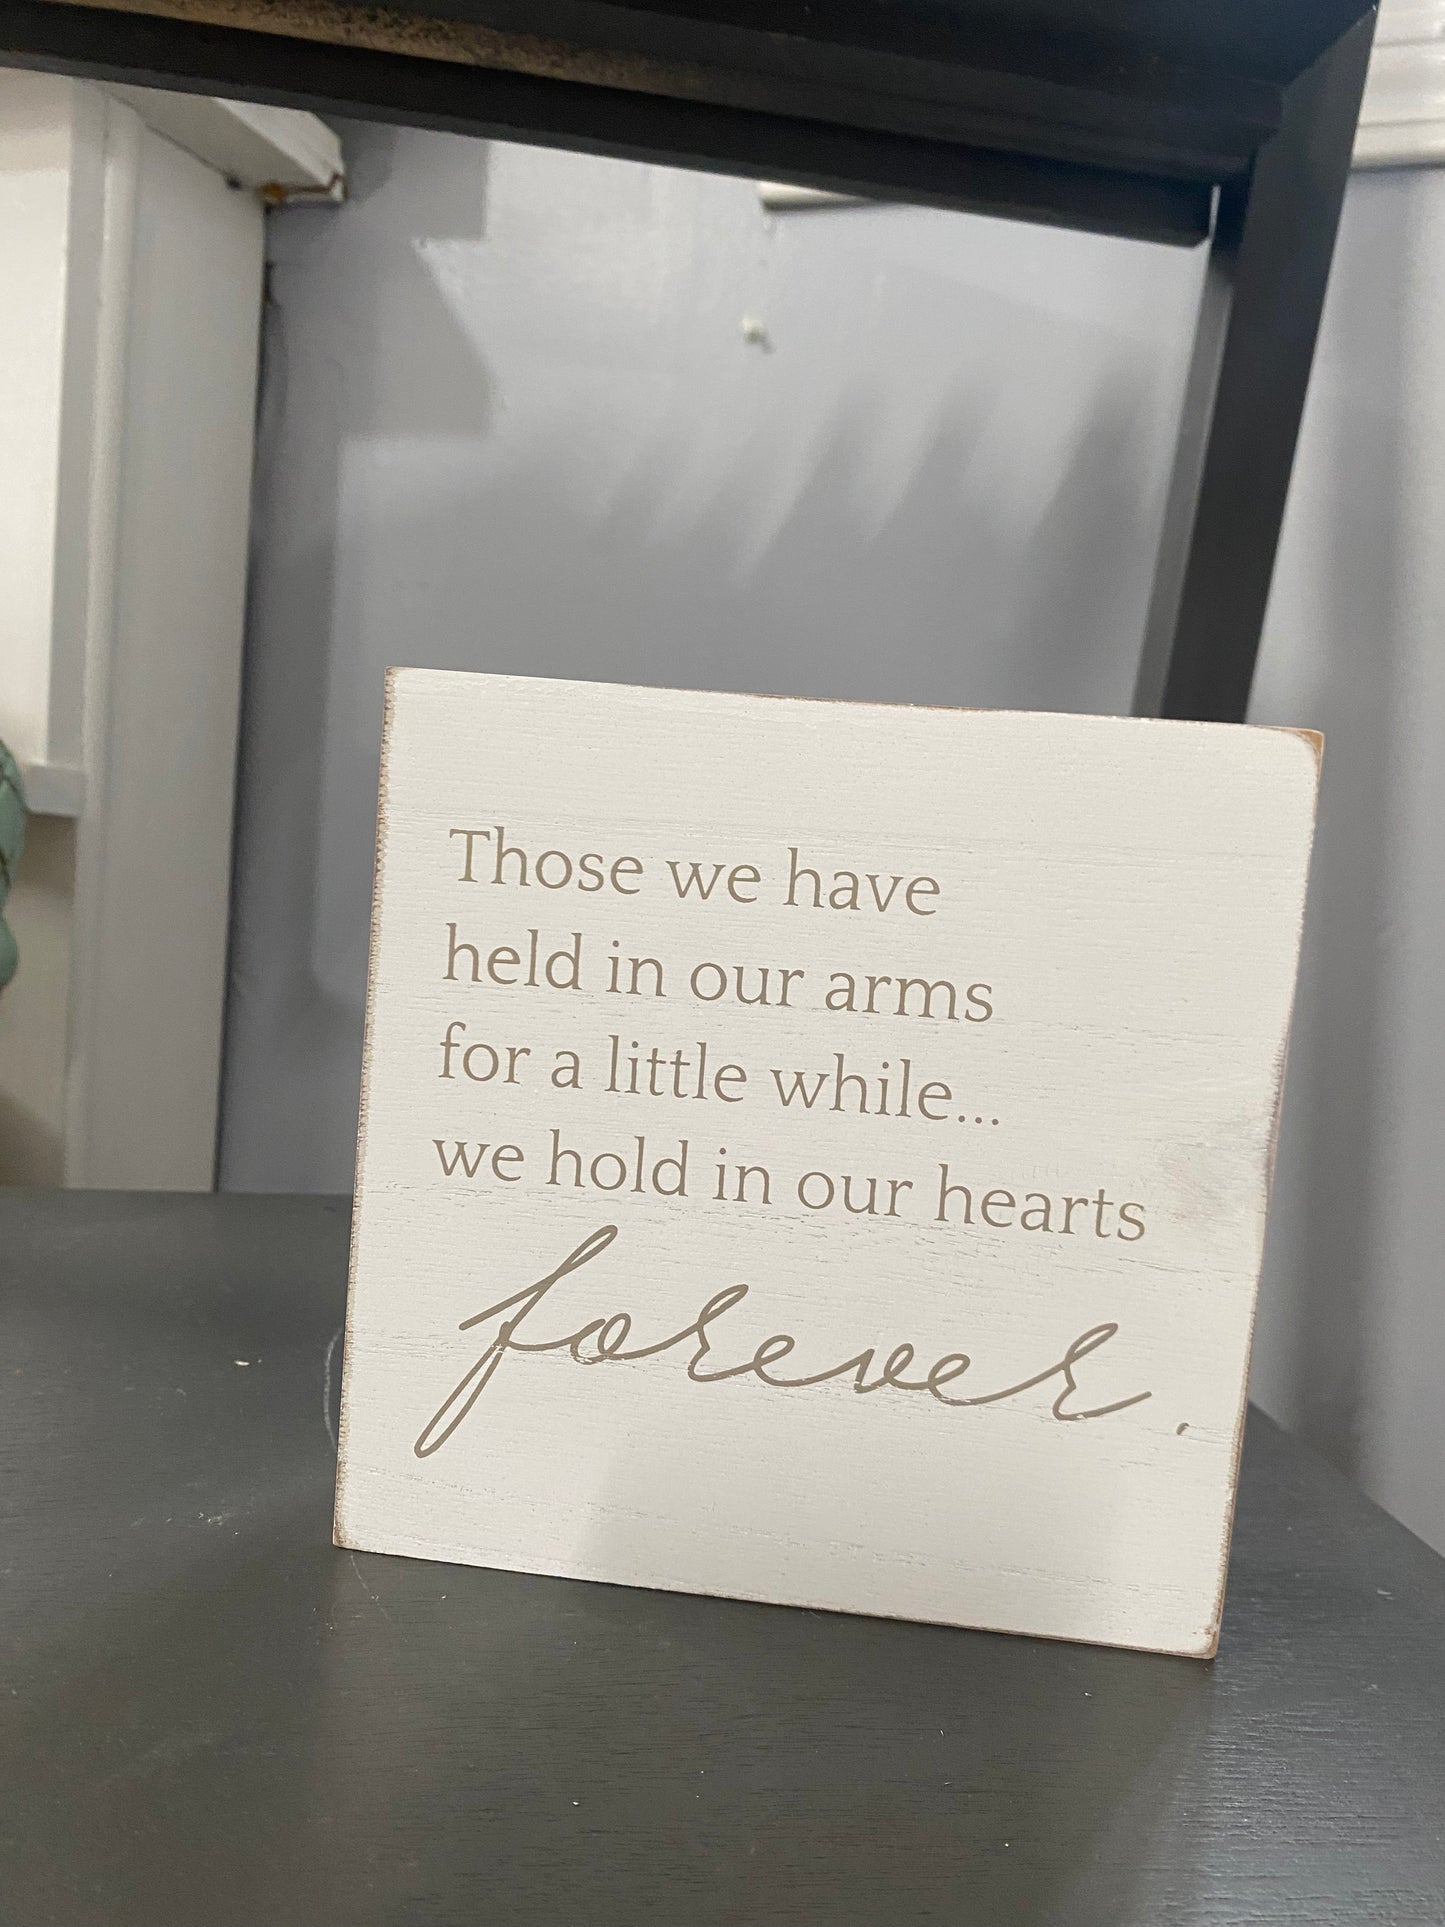 Those we have
held in our arms
for a little while...
we hold in our hearts
forever.